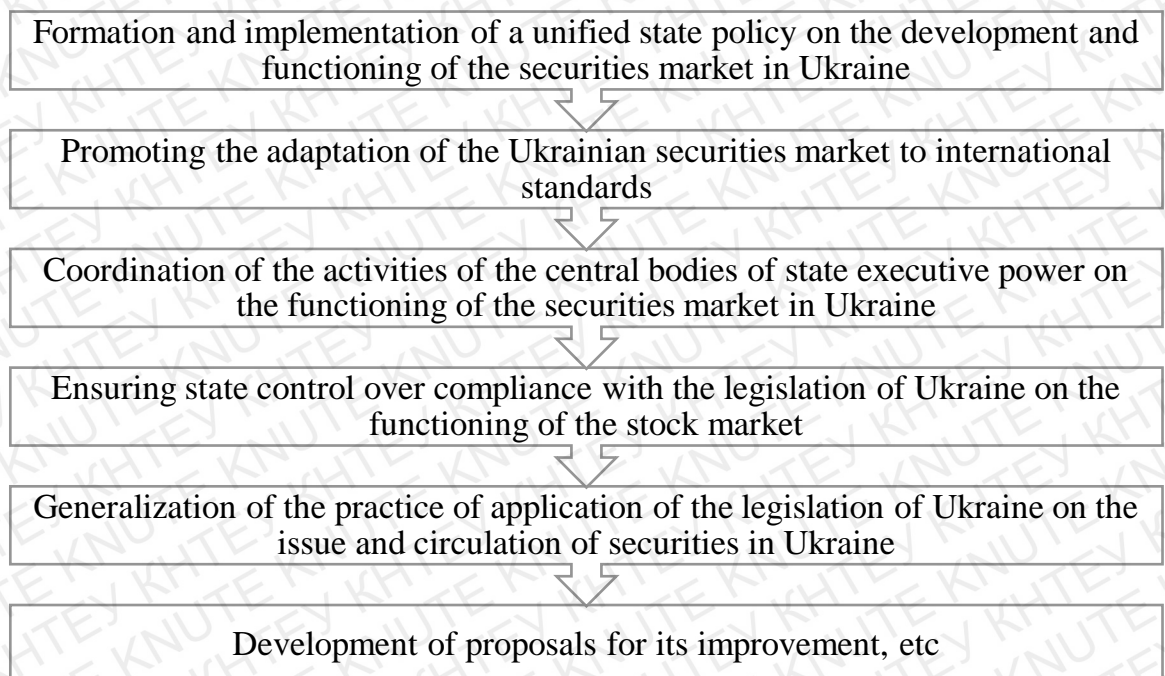 Formation and implementation of a unified state policy on the development and
functioning of the securities market in Ukraine
Promoting the adaptation of the Ukrainian securities market to international
standards
Coordination of the activities of the central bodies of state executive power on
the functioning of the securities market in Ukraine
Ensuring state control over compliance with the legislation of Ukraine on the
functioning of the stock market
Generalization of the practice of application of the legislation of Ukraine on the
issue and circulation of securities in Ukraine
Development of proposals for its improvement, etc